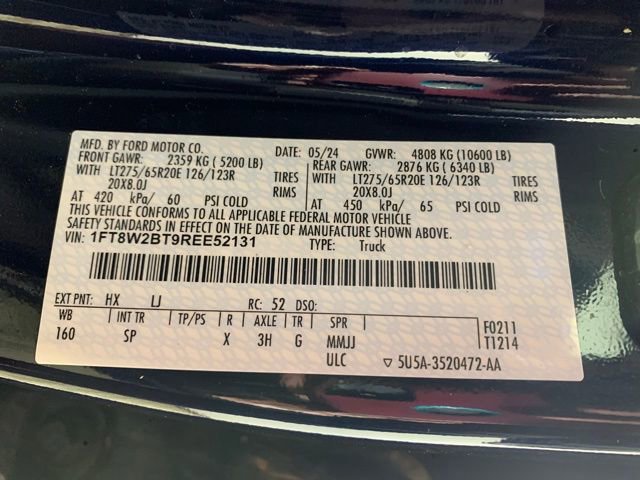 MFD. BY FORD MOTOR CO. DATE: 05/24 GVWR: 4808 KG (10600 LB)
FRONT GAWR: 2359 KG ( 5200 LB) REAR GAWR: 2876 KG ( 6340 LB)
WITH LT275/65R20E 126/123R TIRES WITH LT275/65R20E 126/123R TIRES
20X8.0J RIMS 20X8.0J RIMS
AT 420 kPa/ 60 PSI COLD AT 450 kPa/ 65 PSI COLD
THIS VEHICLE CONFORMS TO ALL APPLICABLE FEDERAL MOTOR VEHICLE
SAFETY STANDARDS IN EFFECT ON THE DATE OF MANUFACTURE SHOWN ABOVE.
VIN: 1FT8W2BT9REE52131 TYPE: Truck
EXT PNT: HX LJ RC: 52 DSO:
WB INT TR TP/PS R AXLE TR SPR F0211
160 SP X 3H G MMJJ T1214
ULC ▽ 5U5A-3520472-AA